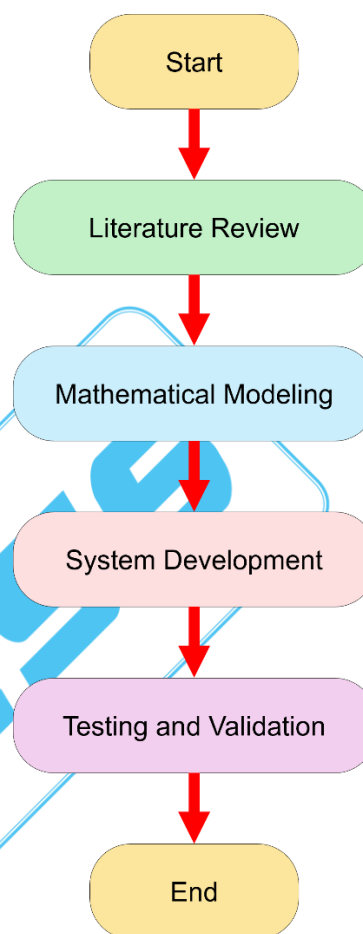 Start
Literature Review
Mathematical Modeling
System Development
Testing and Validation
End